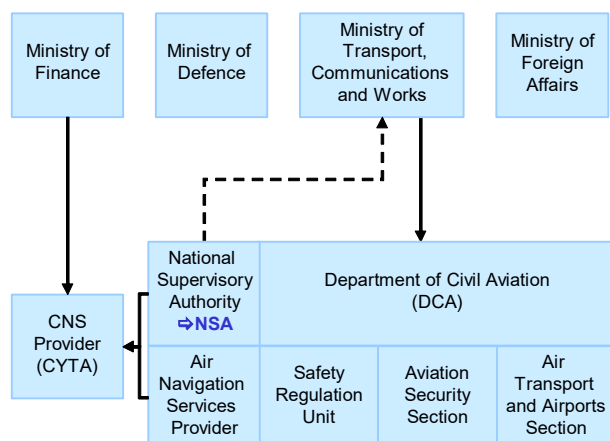 Ministry of
Finance
Ministry of
Defence
Ministry of
Transport,
Communications
and Works
Ministry of
Foreign
Affairs
National
Supervisory
Authority
⇨NSA
Department of Civil Aviation
(DCA)
CNS
Provider
(CYTA)
Air
Navigation
Services
Provider
Safety
Regulation
Unit
Aviation
Security
Section
Air
Transport
and Airports
Section